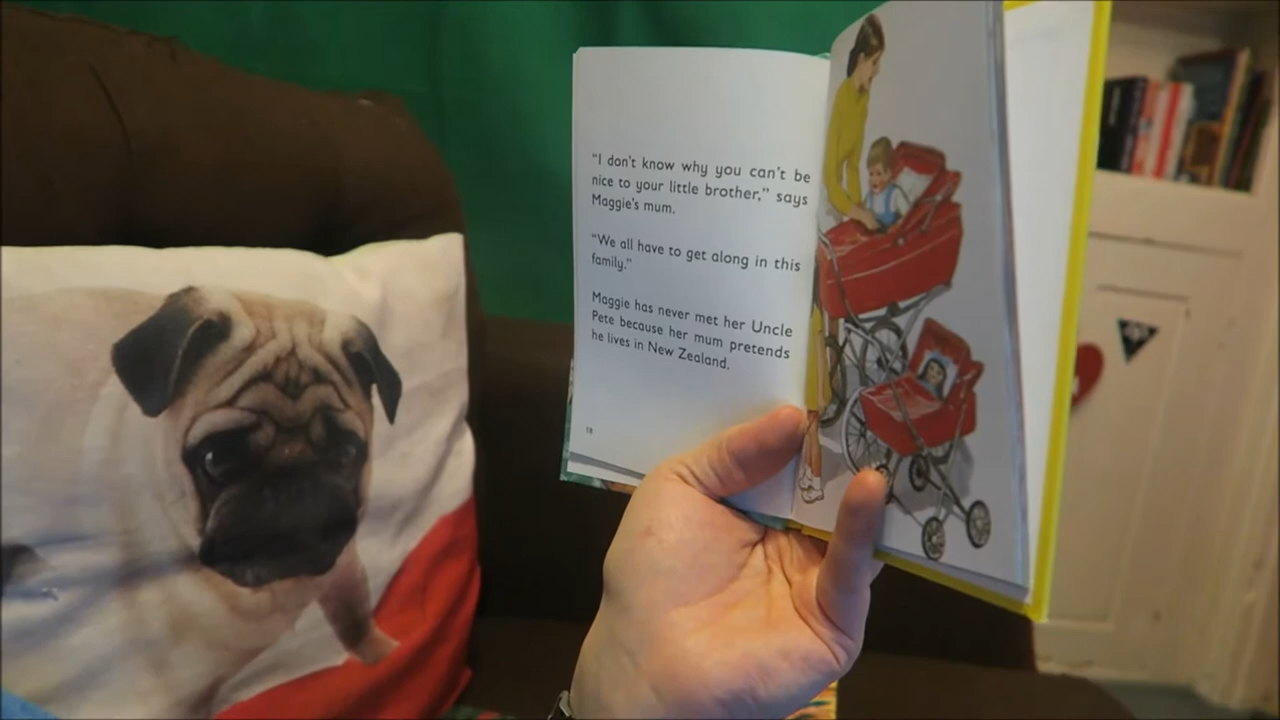 "I don't know why you can't be
nice to your little brother," says
Maggie's mum.
"We all have to get along in this
family."
Maggie has never met her Uncle
Pete because her mum pretends
he lives in New Zealand.
18